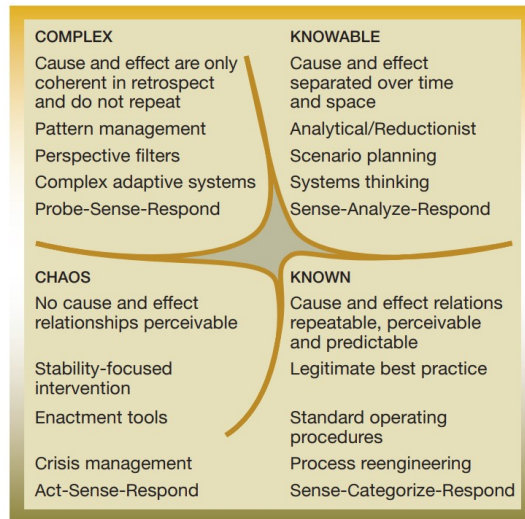 COMPLEX
Cause and effect are only
coherent in retrospect
and do not repeat
Pattern management
Perspective filters
Complex adaptive systems
Probe-Sense-Respond
KNOWABLE
Cause and effect
separated over time
and space
Analytical/Reductionist
Scenario planning
Systems thinking
Sense-Analyze-Respond
CHAOS
No cause and effect
relationships perceivable
Stability-focused
intervention
Enactment tools
Crisis management
Act-Sense-Respond
KNOWN
Cause and effect relations
repeatable, perceivable
and predictable
Legitimate best practice
Standard operating
procedures
Process reengineering
Sense-Categorize-Respond